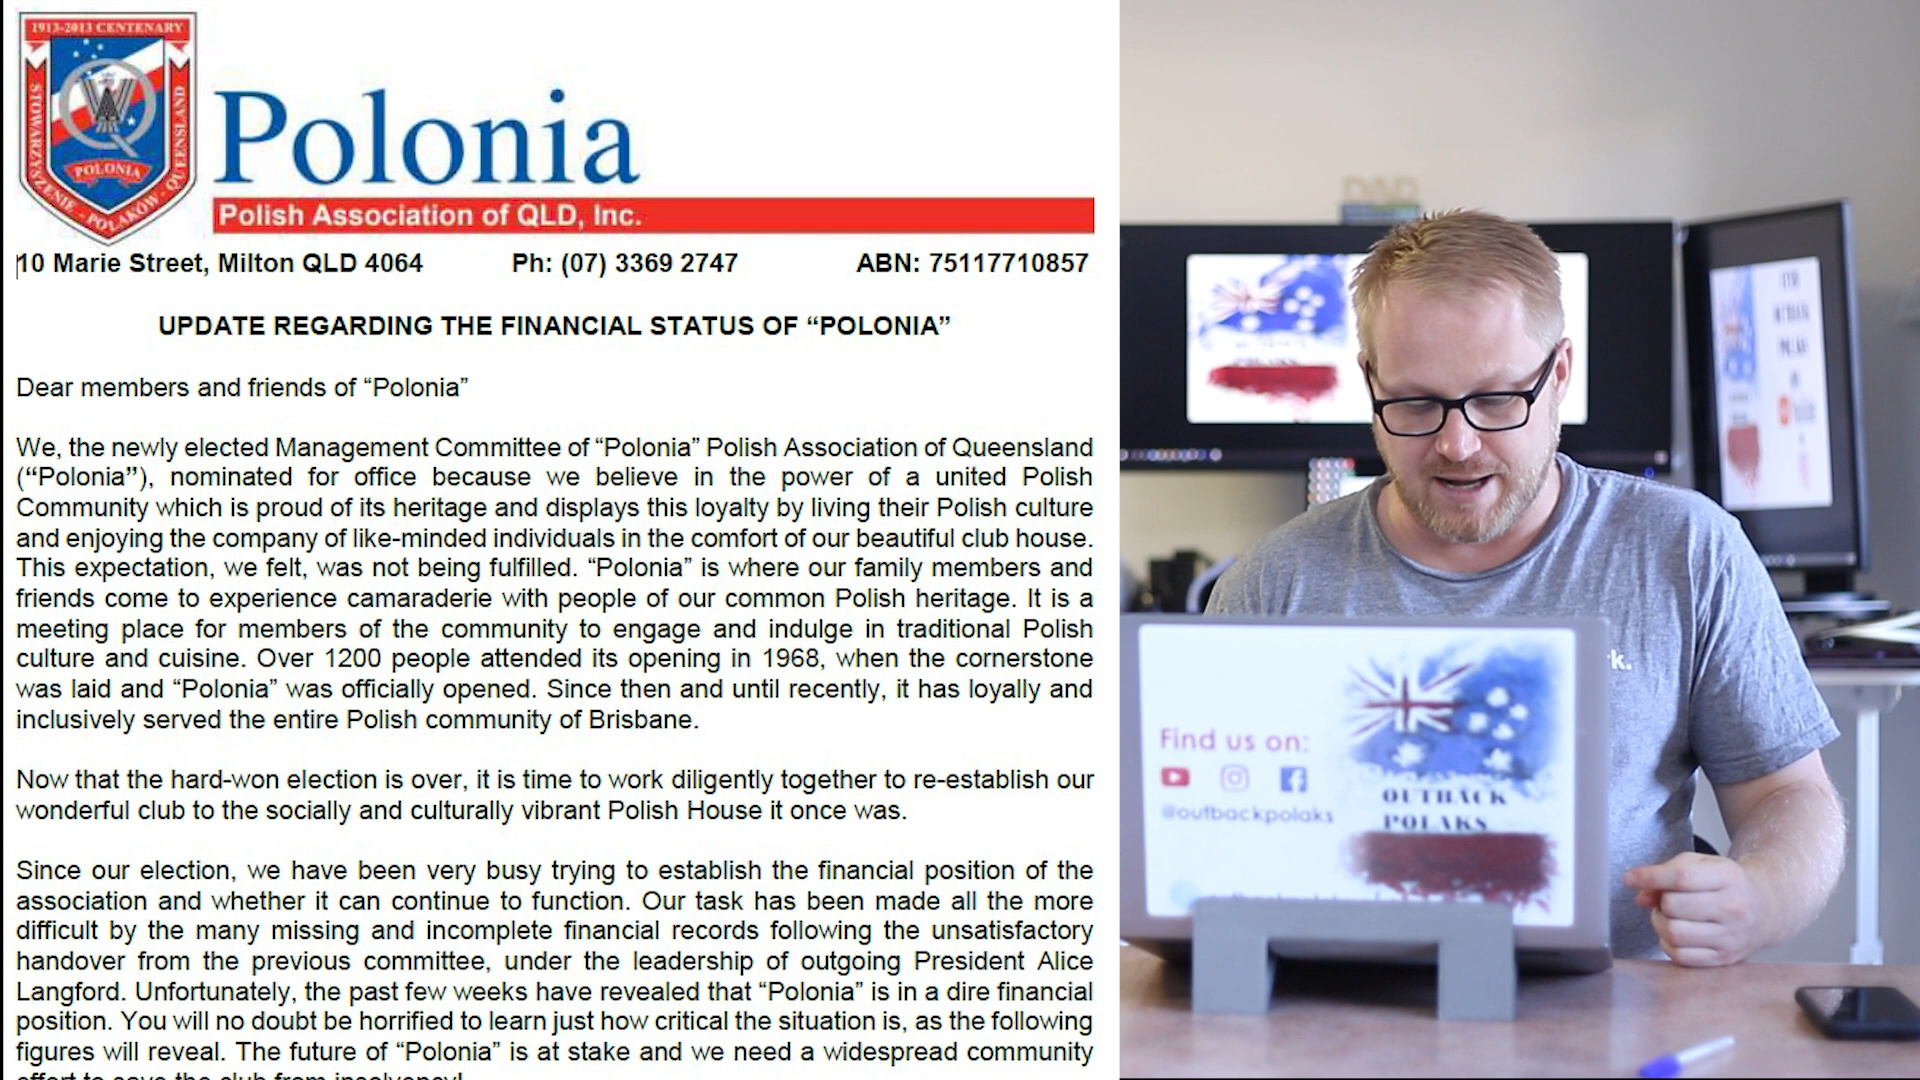 1913-2013 CENTENARY
STOWARZYSZENIE - POLAKÓW - QUEENSLAND
POLONIA
Polonia
Polish Association of QLD, Inc.
10 Marie Street, Milton QLD 4064 Ph: (07) 3369 2747 ABN: 75117710857
UPDATE REGARDING THE FINANCIAL STATUS OF “POLONIA”
Dear members and friends of “Polonia”
We, the newly elected Management Committee of “Polonia” Polish Association of Queensland
(“Polonia”), nominated for office because we believe in the power of a united Polish
Community which is proud of its heritage and displays this loyalty by living their Polish culture
and enjoying the company of like-minded individuals in the comfort of our beautiful club house.
This expectation, we felt, was not being fulfilled. “Polonia” is where our family members and
friends come to experience camaraderie with people of our common Polish heritage. It is a
meeting place for members of the community to engage and indulge in traditional Polish
culture and cuisine. Over 1200 people attended its opening in 1968, when the cornerstone
was laid and “Polonia” was officially opened. Since then and until recently, it has loyally and
inclusively served the entire Polish community of Brisbane.
Now that the hard-won election is over, it is time to work diligently together to re-establish our
wonderful club to the socially and culturally vibrant Polish House it once was.
Since our election, we have been very busy trying to establish the financial position of the
association and whether it can continue to function. Our task has been made all the more
difficult by the many missing and incomplete financial records following the unsatisfactory
handover from the previous committee, under the leadership of outgoing President Alice
Langford. Unfortunately, the past few weeks have revealed that “Polonia” is in a dire financial
position. You will no doubt be horrified to learn just how critical the situation is, as the following
figures will reveal. The future of “Polonia” is at stake and we need a widespread community
effort to save the club from insolvency!
DAD
k.
Find us on:
@outbackpolaks
OUTBACK
POLAKS